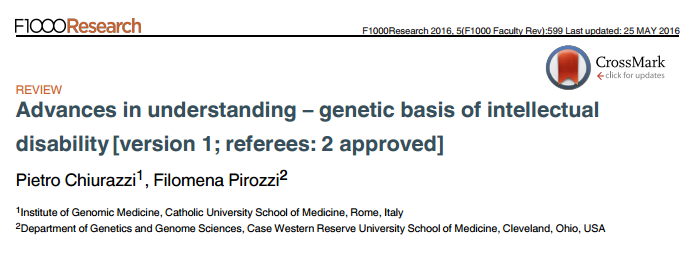 F1000Research
F1000Research 2016, 5(F1000 Faculty Rev):599 Last updated: 25 MAY 2016
CrossMark
click for updates
REVIEW
Advances in understanding – genetic basis of intellectual
disability [version 1; referees: 2 approved]
Pietro Chiurazzi1, Filomena Pirozzi2
1Institute of Genomic Medicine, Catholic University School of Medicine, Rome, Italy
2Department of Genetics and Genome Sciences, Case Western Reserve University School of Medicine, Cleveland, Ohio, USA